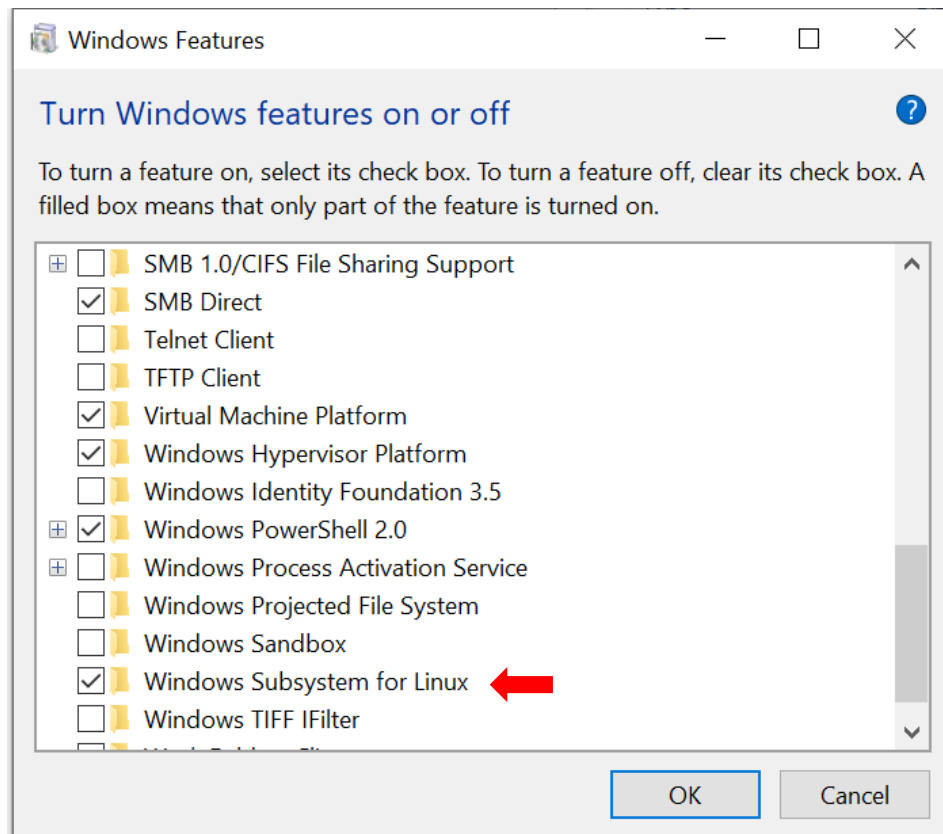 Windows Features
Turn Windows features on or off
To turn a feature on, select its check box. To turn a feature off, clear its check box. A
filled box means that only part of the feature is turned on.
SMB 1.0/CIFS File Sharing Support
SMB Direct
Telnet Client
TFTP Client
Virtual Machine Platform
Windows Hypervisor Platform
Windows Identity Foundation 3.5
Windows PowerShell 2.0
Windows Process Activation Service
Windows Projected File System
Windows Sandbox
Windows Subsystem for Linux
Windows TIFF IFilter
OK Cancel